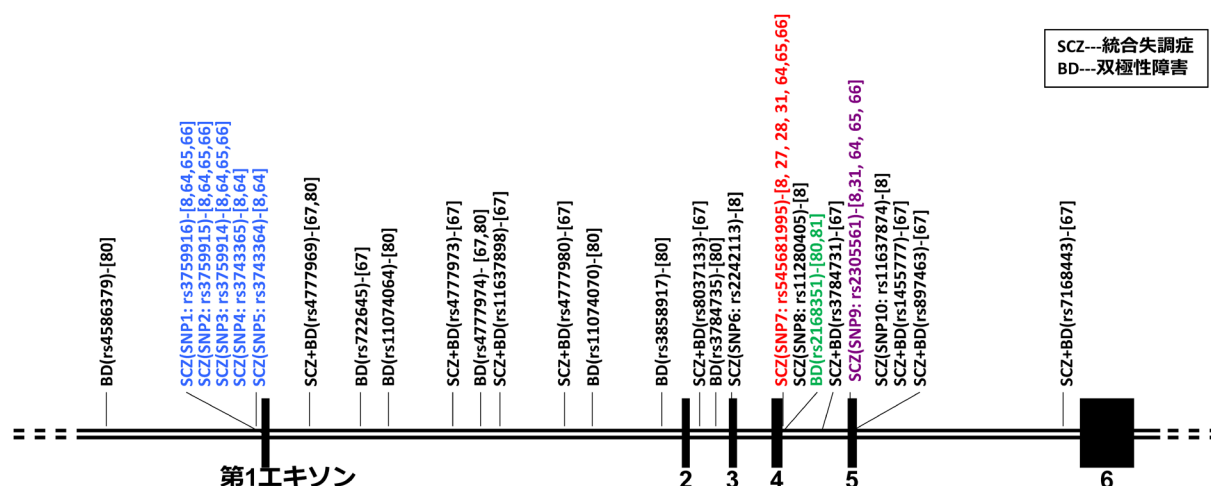 SCZ---統合失調症
BD---双極性障害
BD(rs4586379)-[80]
SCZ(SNP1: rs3759916)-[8,64,65,66]
SCZ(SNP2: rs3759915)-[8,64,65,66]
SCZ(SNP3: rs3759914)-[8,64,65,66]
SCZ(SNP4: rs3743365)-[8,64]
SCZ(SNP5: rs3743364)-[8,64]
SCZ+BD(rs4777969)-[67,80]
BD(rs722645)-[67]
BD(rs11074064)-[80]
SCZ+BD(rs4777973)-[67]
BD(rs4777974)- [67,80]
SCZ+BD(rs11637898)-[67]
SCZ+BD(rs4777980)-[67]
BD(rs11074070)-[80]
BD(rs3858917)-[80]
SCZ+BD(rs8037133)-[67]
BD(rs3784735)-[80]
SCZ(SNP6: rs2242113)-[8]
SCZ(SNP7: rs545681995)-[8, 27, 28, 31, 64,65,66]
SCZ(SNP8: rs11280405)-[8]
BD(rs2168351)-[80,81]
SCZ+BD(rs3784731)-[67]
SCZ(SNP9: rs2305561)-[8,31, 64, 65, 66]
SCZ(SNP10: rs11637874)-[8]
SCZ+BD(rs1455777)-[67]
SCZ+BD(rs897463)-[67]
SCZ+BD(rs7168443)-[67]
第1エキソン
2
3
4
5
6